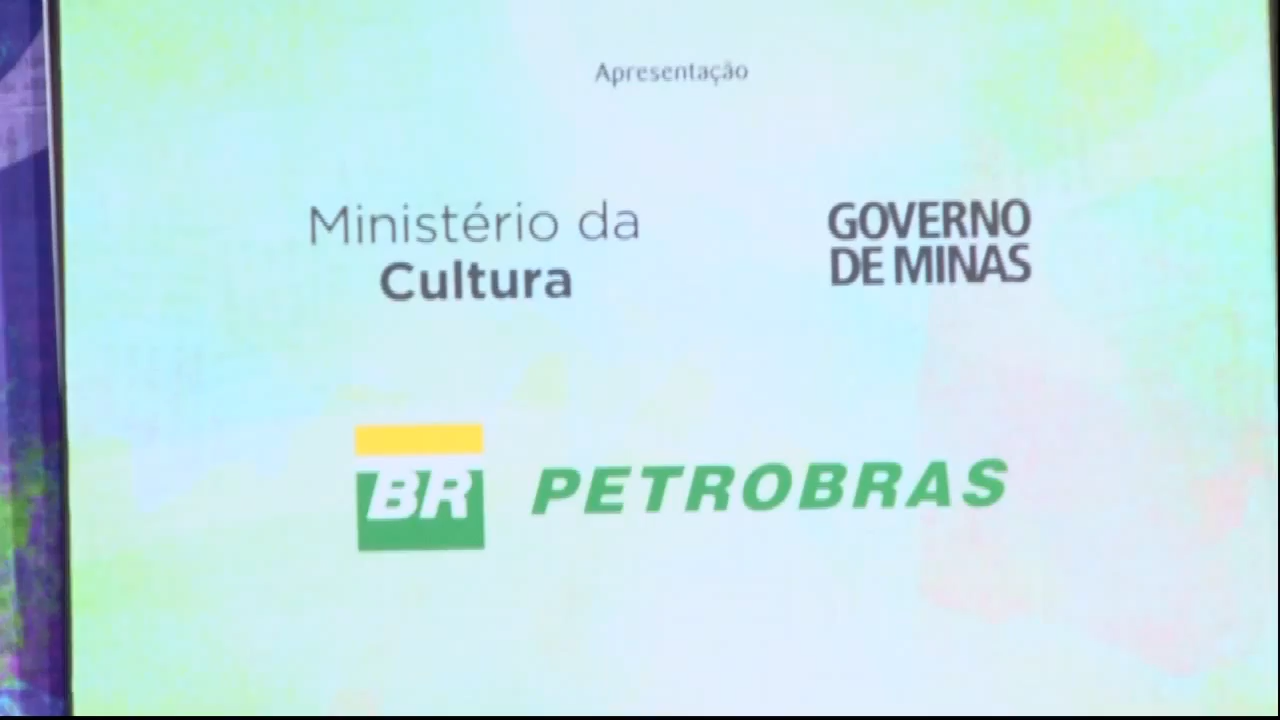 Apresentação
Ministério da
Cultura
GOVERNO
DE MINAS
BR PETROBRAS